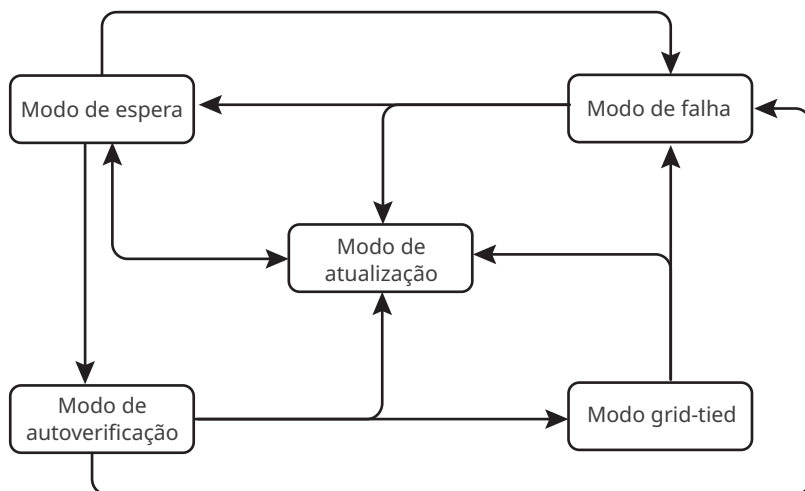 Modo de espera
Modo de falha
Modo de
atualização
Modo de
autoverificação
Modo grid-tied